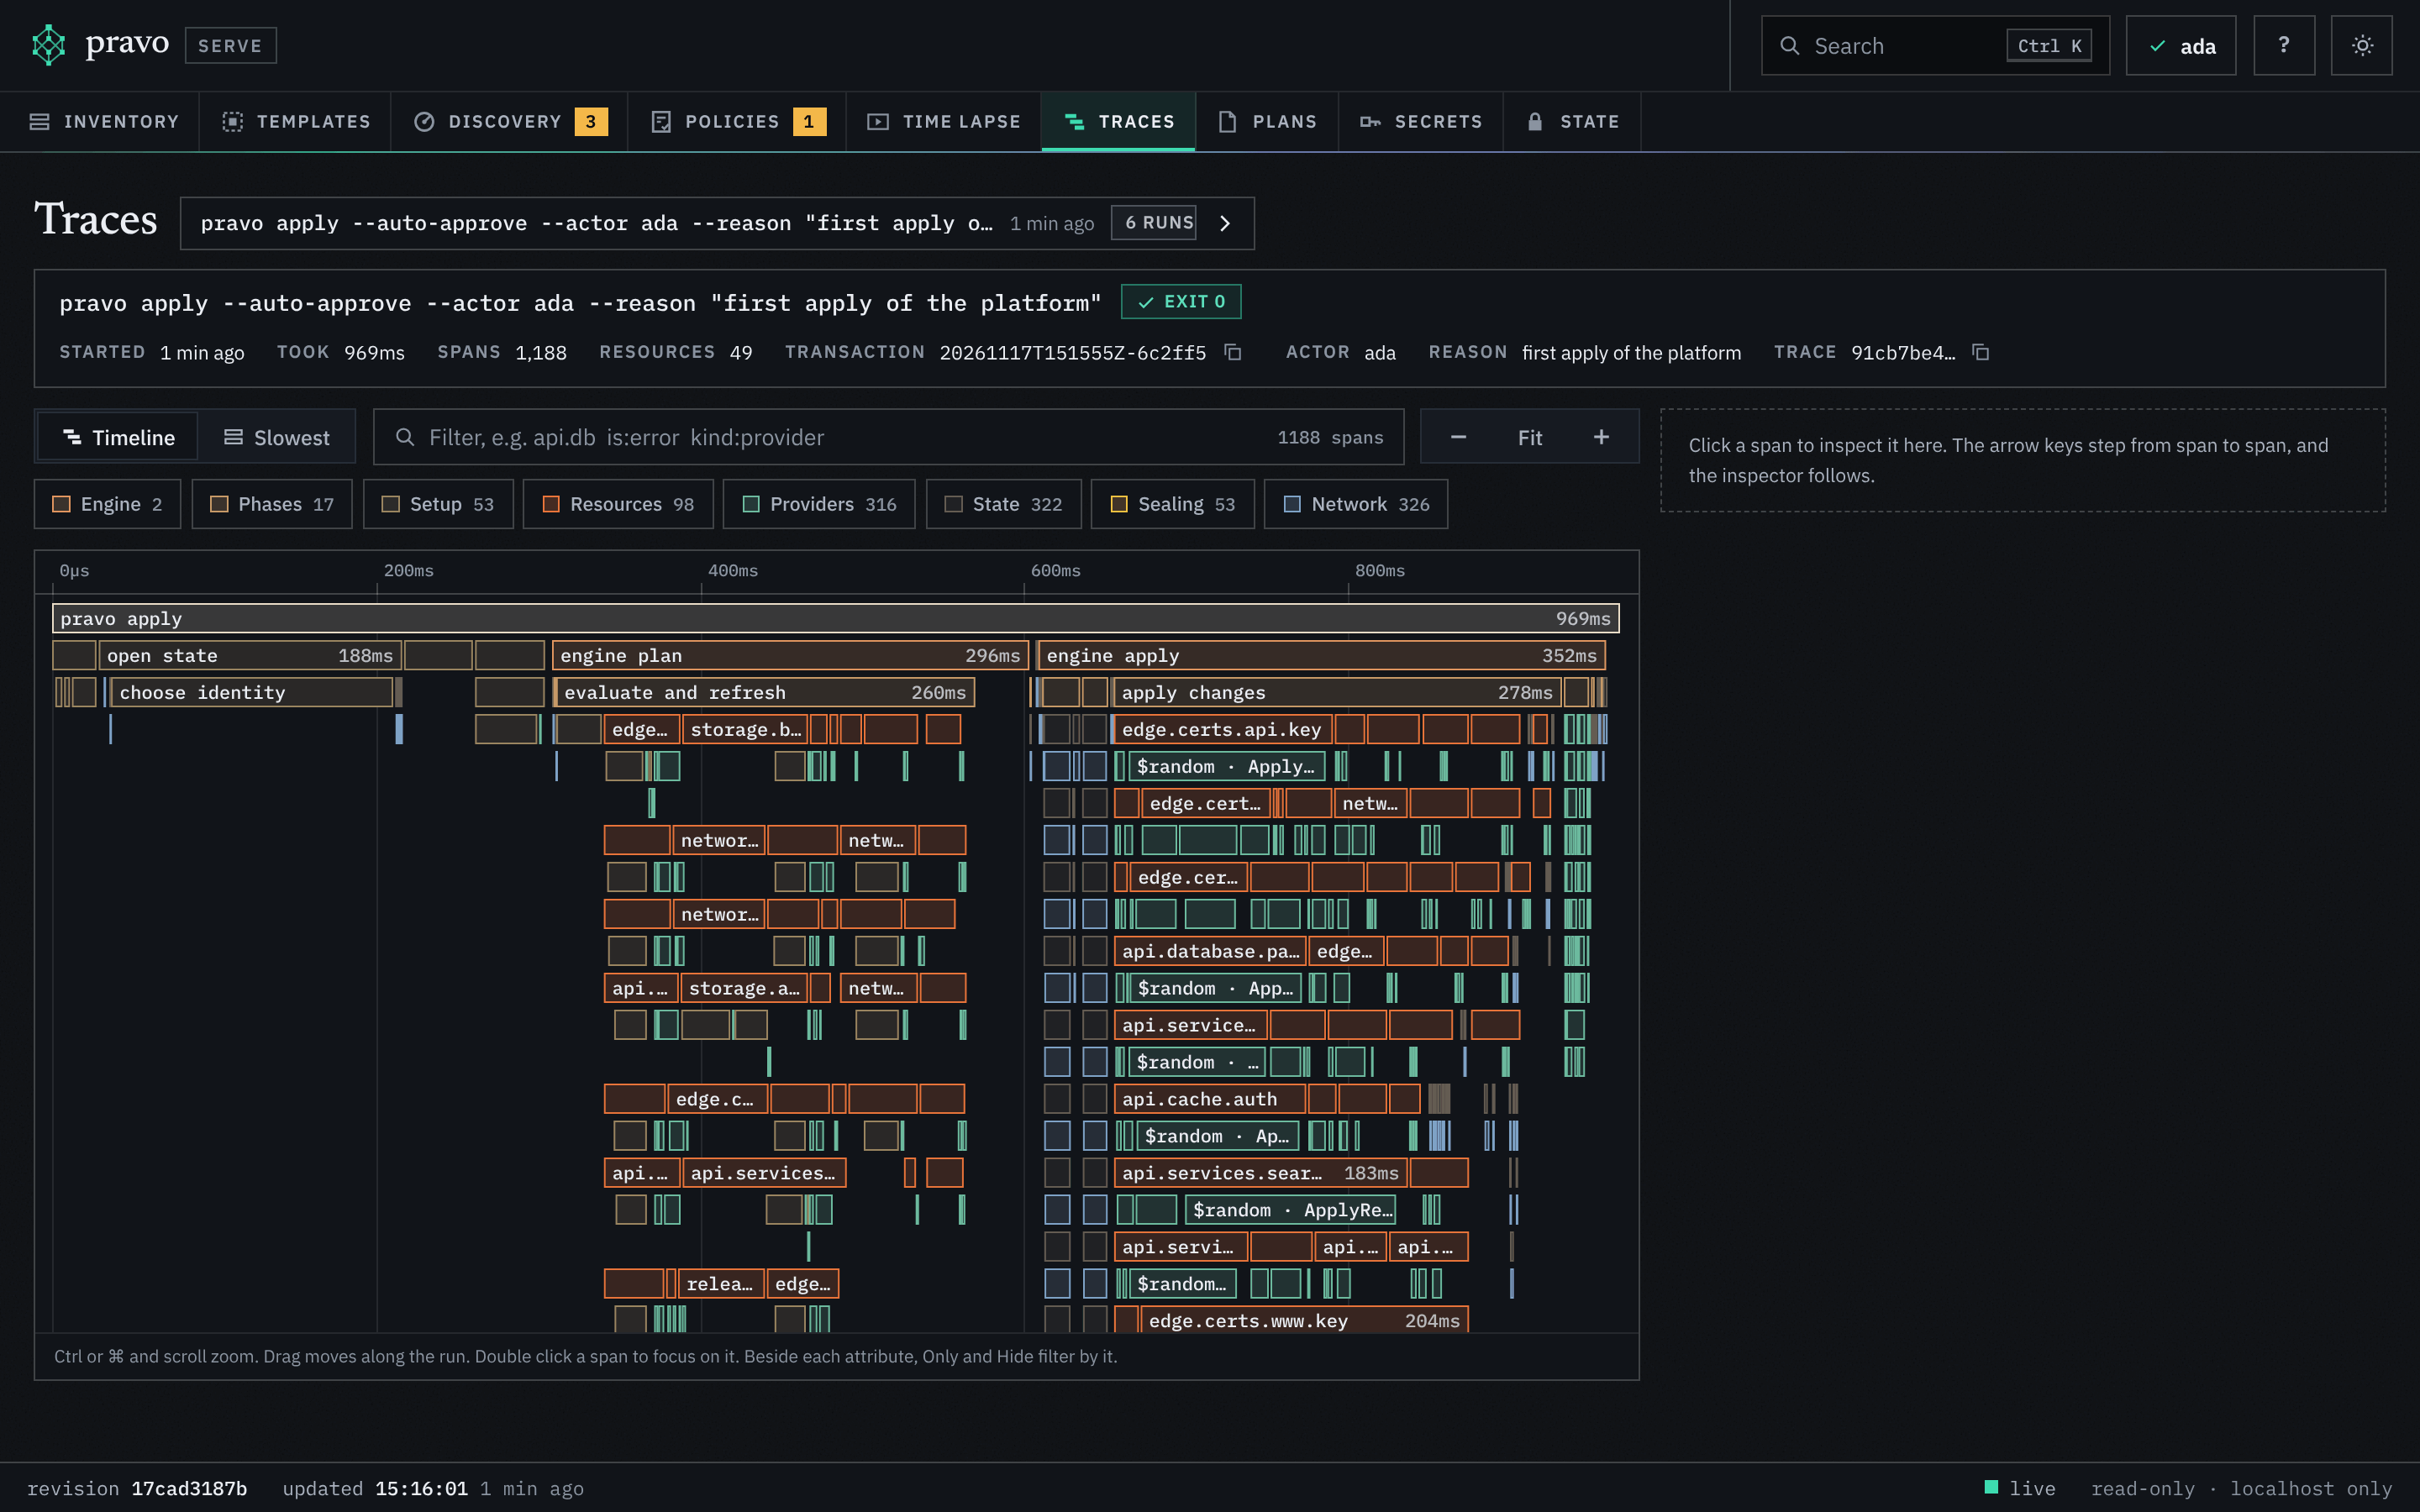 pravo SERVE Search Ctrl K ada ?
INVENTORY TEMPLATES DISCOVERY 3 POLICIES 1 TIME LAPSE TRACES PLANS SECRETS STATE
Traces pravo apply --auto-approve --actor ada --reason "first apply o… 1 min ago 6 RUNS
pravo apply --auto-approve --actor ada --reason "first apply of the platform" EXIT 0
STARTED 1 min ago TOOK 969ms SPANS 1,188 RESOURCES 49 TRANSACTION 20261117T151555Z-6c2ff5 ACTOR ada REASON first apply of the platform TRACE 91cb7be4…
Timeline Slowest Filter, e.g. api.db is:error kind:provider 1188 spans − Fit +
Click a span to inspect it here. The arrow keys step from span to span, and
the inspector follows.
Engine 2 Phases 17 Setup 53 Resources 98 Providers 316 State 322 Sealing 53 Network 326
0µs 200ms 400ms 600ms 800ms
pravo apply 969ms
open state 188ms engine plan 296ms engine apply 352ms
choose identity evaluate and refresh 260ms apply changes 278ms
edge… storage.b… edge.certs.api.key
$random · Apply…
edge.cert… netw…
networ… netw…
edge.cer…
networ…
api.database.pa… edge…
api.… storage.a… netw… $random · App…
api.service…
$random · …
edge.c… api.cache.auth
$random · Ap…
api.… api.services… api.services.sear… 183ms
$random · ApplyRe…
api.servi… api.… api.…
relea… edge… $random…
edge.certs.www.key 204ms
Ctrl or ⌘ and scroll zoom. Drag moves along the run. Double click a span to focus on it. Beside each attribute, Only and Hide filter by it.
revision 17cad3187b updated 15:16:01 1 min ago live read-only · localhost only